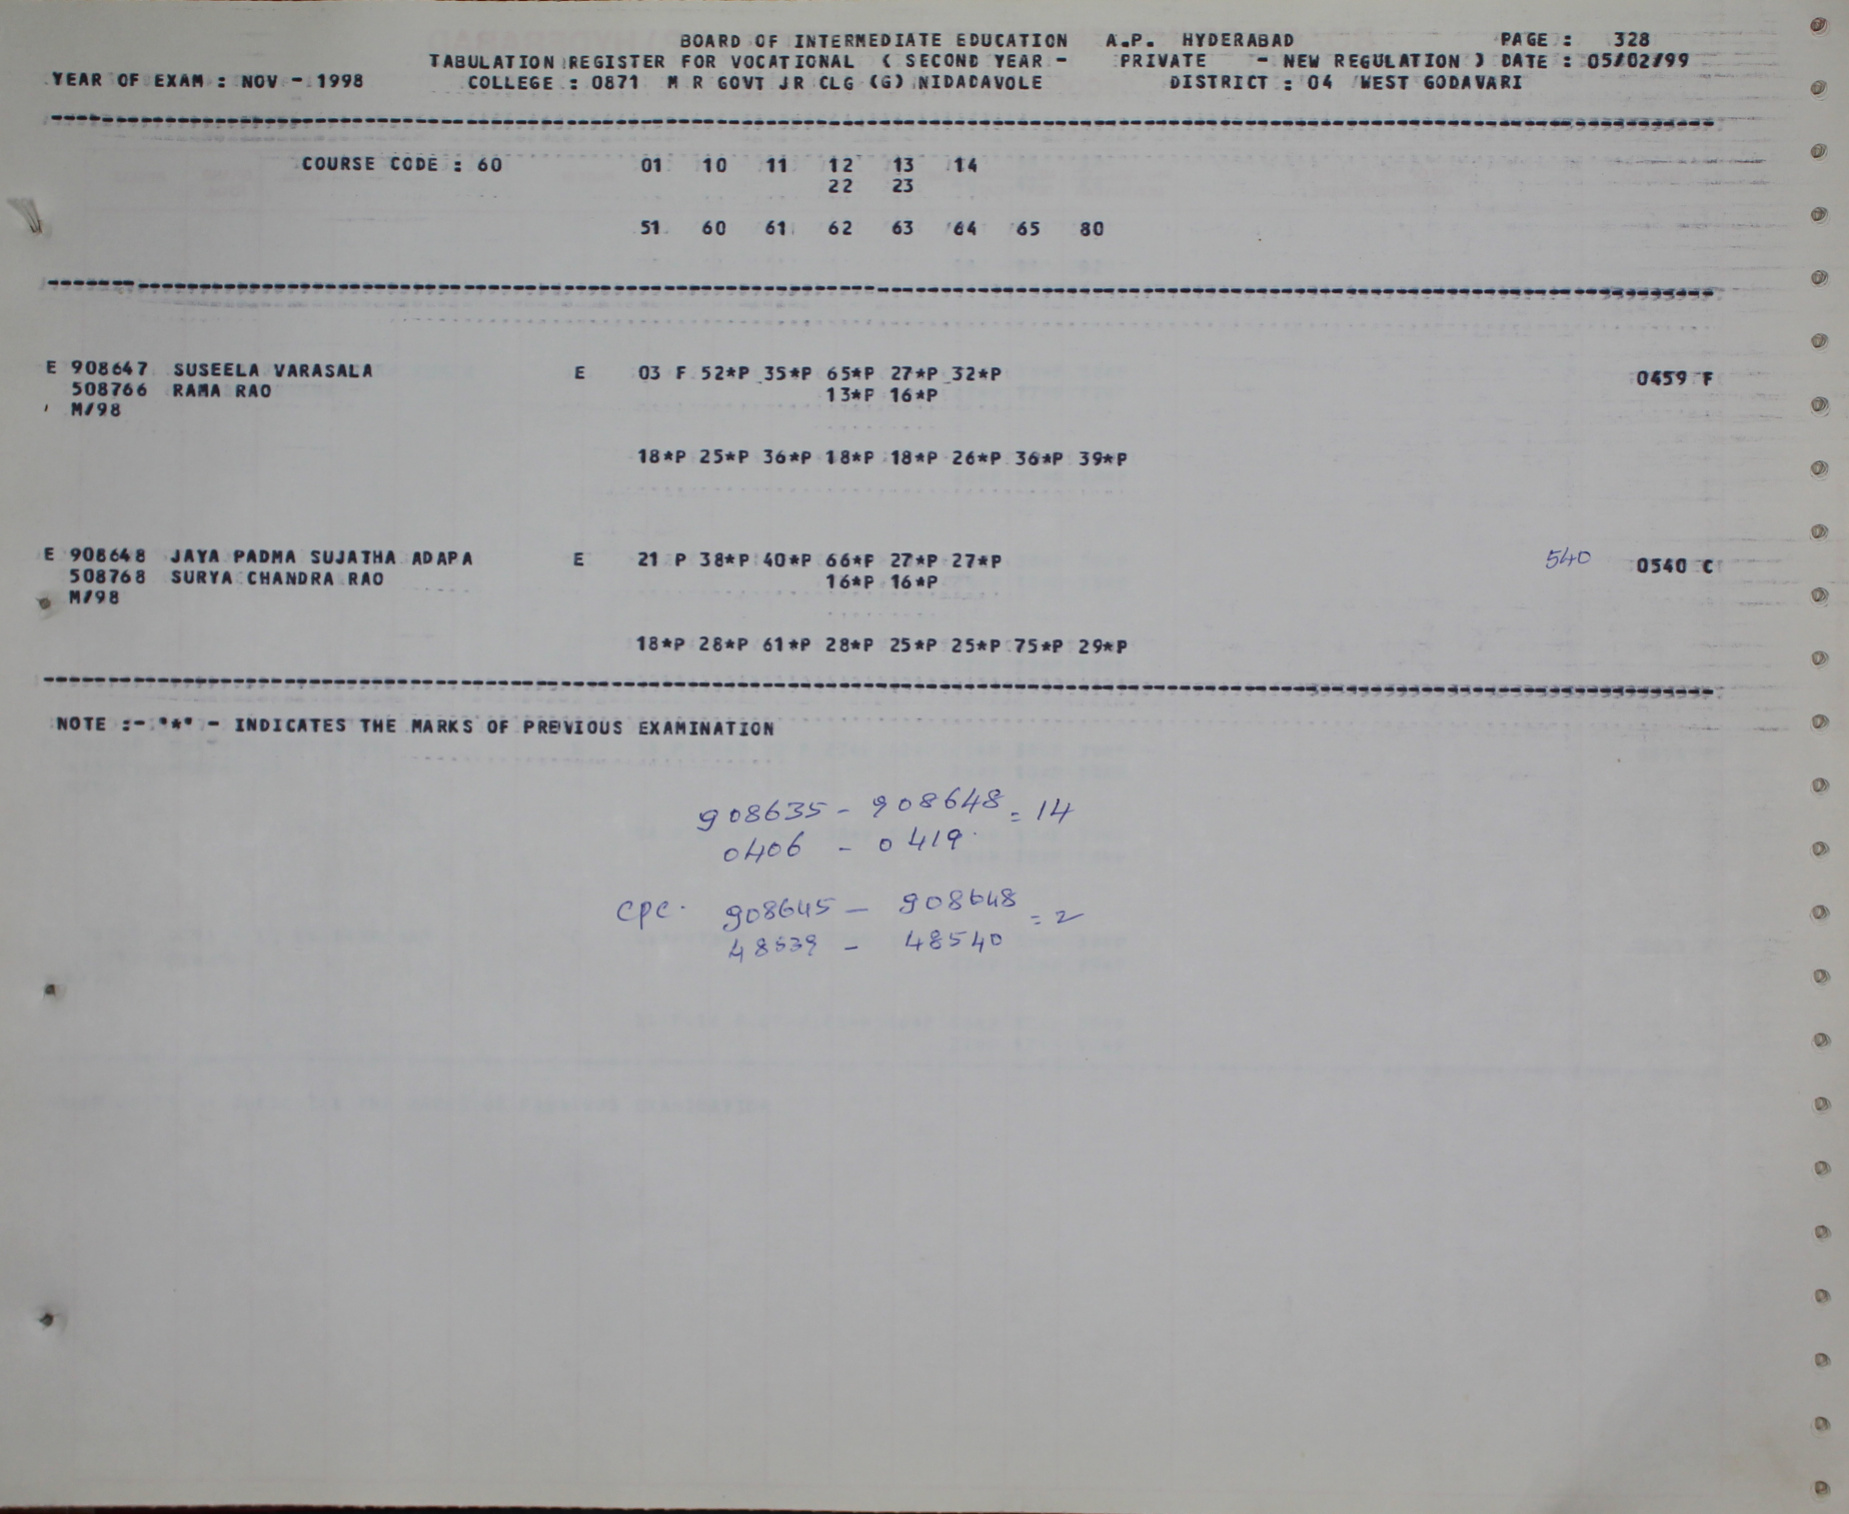 BOARD OF INTERMEDIATE EDUCATION A.P. HYDERABAD PAGE : 328
TABULATION REGISTER FOR VOCATIONAL ( SECOND YEAR - PRIVATE - NEW REGULATION ) DATE : 05/02/99
YEAR OF EXAM : NOV - 1998 COLLEGE : 0871 M R GOVT JR CLG (G) NIDADAVOLE DISTRICT : 04 WEST GODAVARI
COURSE CODE : 60 01 10 11 12 13 14
22 23
51 60 61 62 63 64 65 80
E 908647 SUSEELA VARASALA E 03 F 52*P 35*P 65*P 27*P 32*P 0459 F
508766 RAMA RAO 13*P 16*P
M/98
18*P 25*P 36*P 18*P 18*P 26*P 36*P 39*P
E 908648 JAYA PADMA SUJATHA ADAPA E 21 P 38*P 40*P 66*P 27*P 27*P 540 0540 C
508768 SURYA CHANDRA RAO 16*P 16*P
M/98
18*P 28*P 61*P 28*P 25*P 25*P 75*P 29*P
NOTE :- "*" - INDICATES THE MARKS OF PREVIOUS EXAMINATION
908635 - 908648 = 14
0406 - 0419
cpc. 908645 - 908648 = 2
48539 - 48540